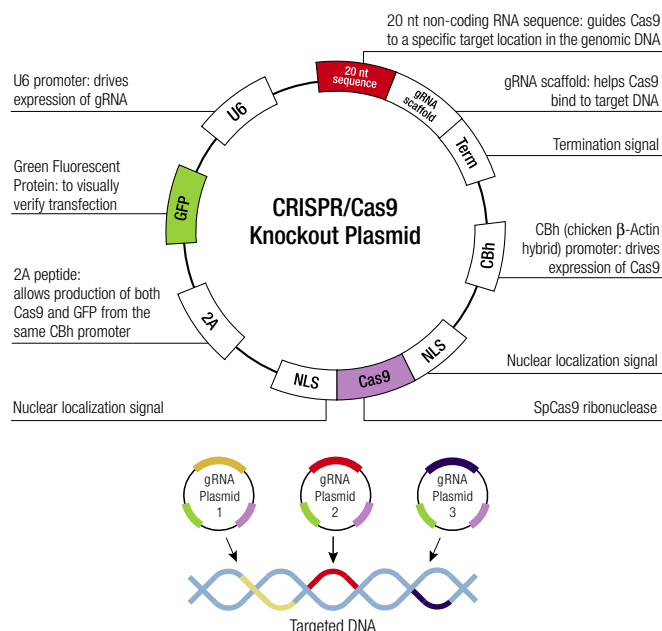 20 nt non-coding RNA sequence: guides Cas9
to a specific target location in the genomic DNA
U6 promoter: drives
expression of gRNA
20 nt
sequence
gRNA
scaffold
gRNA scaffold: helps Cas9
bind to target DNA
U6
Term
Termination signal
Green Fluorescent
Protein: to visually
verify transfection
GFP
CRISPR/Cas9
Knockout Plasmid
CBh
CBh (chicken β-Actin
hybrid) promoter: drives
expression of Cas9
2A peptide:
allows production of both
Cas9 and GFP from the
same CBh promoter
2A
NLS
Cas9
NLS
Nuclear localization signal
Nuclear localization signal
SpCas9 ribonuclease
gRNA
Plasmid
1
gRNA
Plasmid
2
gRNA
Plasmid
3
Targeted DNA